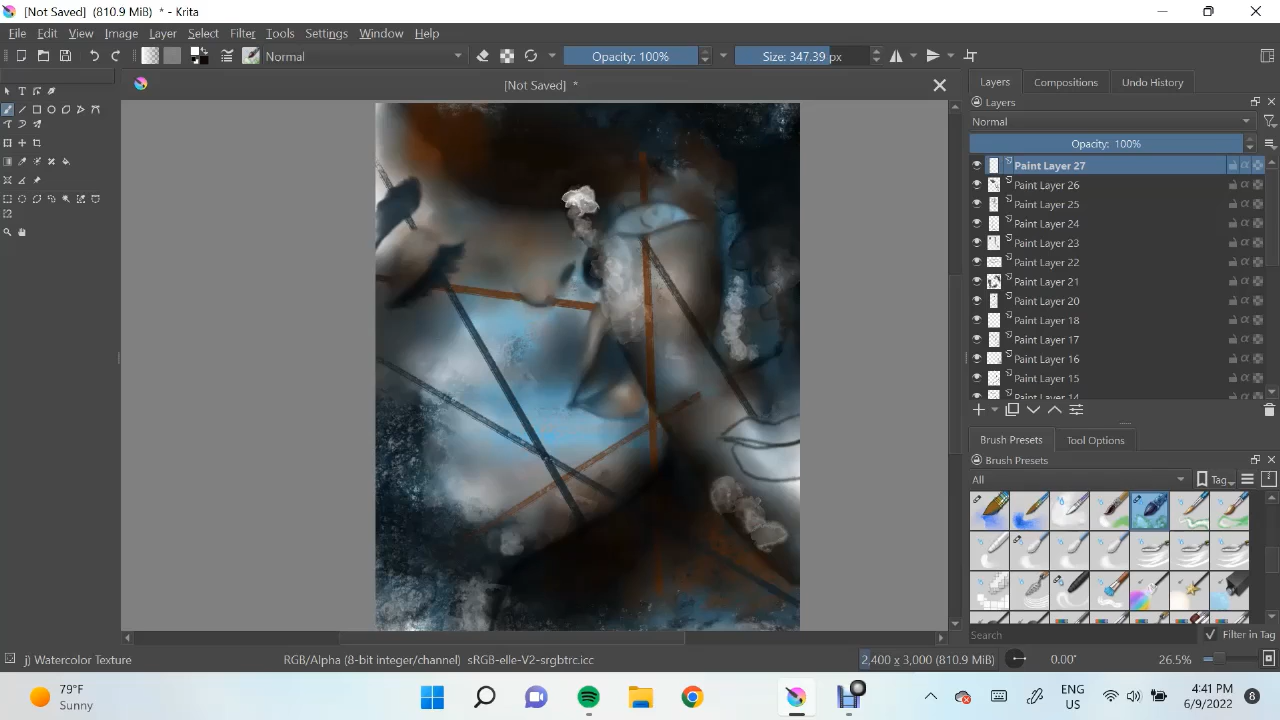 [Not Saved] (810.9 MiB) * - Krita
File Edit View Image Layer Select Filter Tools Settings Window Help
Normal Opacity: 100% Size: 347.39 px
[Not Saved] *
Layers Compositions Undo History
Layers
Normal
Opacity: 100%
Paint Layer 27
Paint Layer 26
Paint Layer 25
Paint Layer 24
Paint Layer 23
Paint Layer 22
Paint Layer 21
Paint Layer 20
Paint Layer 18
Paint Layer 17
Paint Layer 16
Paint Layer 15
Paint Layer 14
Brush Presets Tool Options
Brush Presets
All Tag
Search Filter in Tag
j) Watercolor Texture RGB/Alpha (8-bit integer/channel) sRGB-elle-V2-srgbtrc.icc 2,400 x 3,000 (810.9 MiB) 0.00° 26.5%
79°F
Sunny
ENG
US
4:41 PM
6/9/2022
8